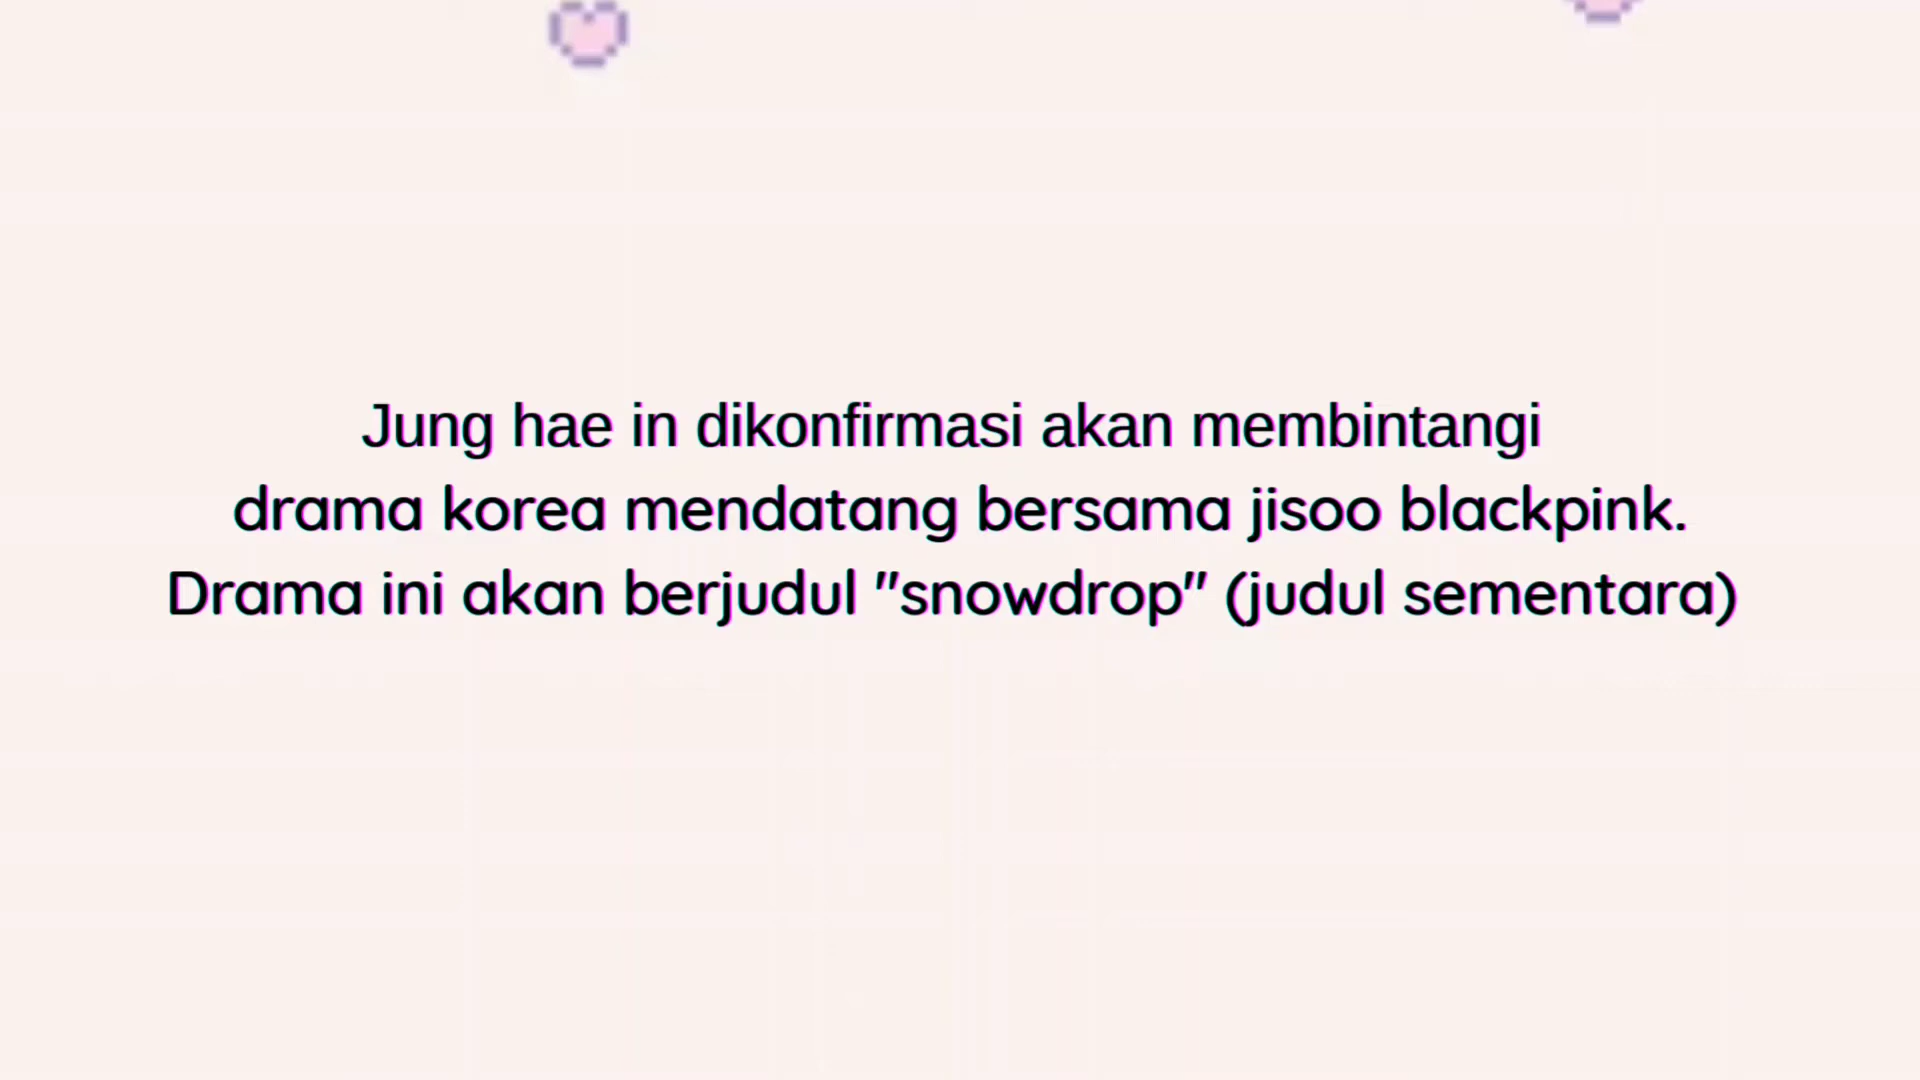 Jung hae in dikonfirmasi akan membintangi
drama korea mendatang bersama jisoo blackpink.
Drama ini akan berjudul "snowdrop" (judul sementara)